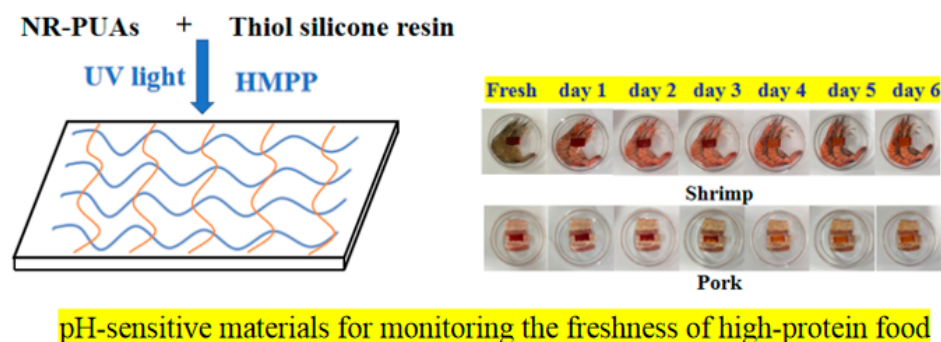 NR-PUAs + Thiol silicone resin
UV light HMPP
Fresh day 1 day 2 day 3 day 4 day 5 day 6
Shrimp
Pork
pH-sensitive materials for monitoring the freshness of high-protein food